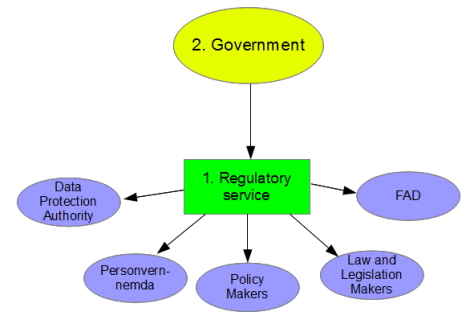 2. Government
1. Regulatory
service
Data
Protection
Authority
FAD
Personvern-
nemda
Policy
Makers
Law and
Legislation
Makers